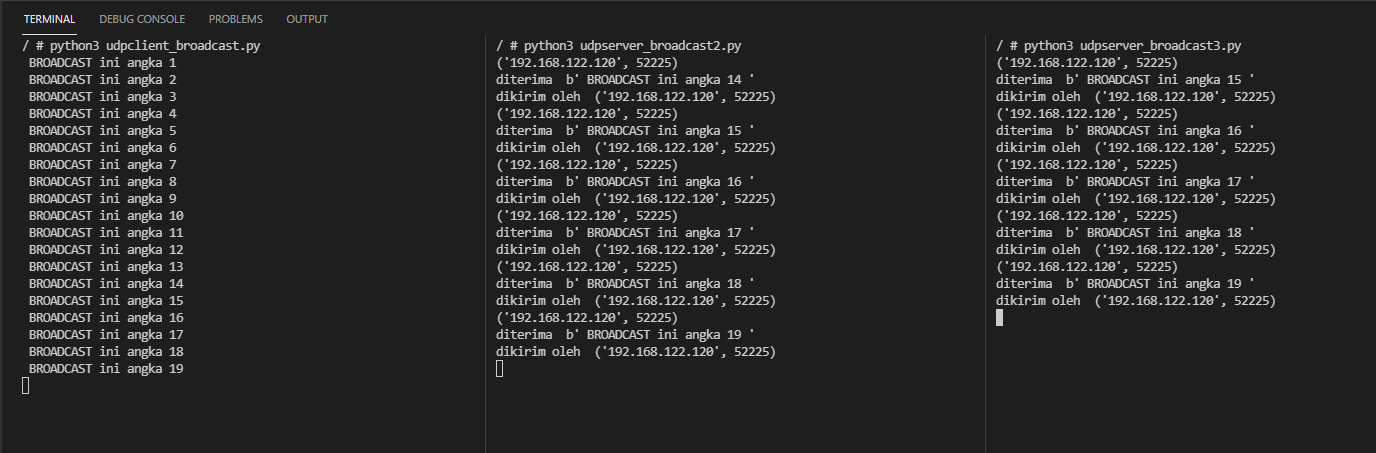 TERMINAL DEBUG CONSOLE PROBLEMS OUTPUT
/ # python3 udpclient_broadcast.py
BROADCAST ini angka 1
BROADCAST ini angka 2
BROADCAST ini angka 3
BROADCAST ini angka 4
BROADCAST ini angka 5
BROADCAST ini angka 6
BROADCAST ini angka 7
BROADCAST ini angka 8
BROADCAST ini angka 9
BROADCAST ini angka 10
BROADCAST ini angka 11
BROADCAST ini angka 12
BROADCAST ini angka 13
BROADCAST ini angka 14
BROADCAST ini angka 15
BROADCAST ini angka 16
BROADCAST ini angka 17
BROADCAST ini angka 18
BROADCAST ini angka 19
/ # python3 udpserver_broadcast2.py
('192.168.122.120', 52225)
diterima  b' BROADCAST ini angka 14 '
dikirim oleh  ('192.168.122.120', 52225)
('192.168.122.120', 52225)
diterima  b' BROADCAST ini angka 15 '
dikirim oleh  ('192.168.122.120', 52225)
('192.168.122.120', 52225)
diterima  b' BROADCAST ini angka 16 '
dikirim oleh  ('192.168.122.120', 52225)
('192.168.122.120', 52225)
diterima  b' BROADCAST ini angka 17 '
dikirim oleh  ('192.168.122.120', 52225)
('192.168.122.120', 52225)
diterima  b' BROADCAST ini angka 18 '
dikirim oleh  ('192.168.122.120', 52225)
('192.168.122.120', 52225)
diterima  b' BROADCAST ini angka 19 '
dikirim oleh  ('192.168.122.120', 52225)
/ # python3 udpserver_broadcast3.py
('192.168.122.120', 52225)
diterima  b' BROADCAST ini angka 15 '
dikirim oleh  ('192.168.122.120', 52225)
('192.168.122.120', 52225)
diterima  b' BROADCAST ini angka 16 '
dikirim oleh  ('192.168.122.120', 52225)
('192.168.122.120', 52225)
diterima  b' BROADCAST ini angka 17 '
dikirim oleh  ('192.168.122.120', 52225)
('192.168.122.120', 52225)
diterima  b' BROADCAST ini angka 18 '
dikirim oleh  ('192.168.122.120', 52225)
('192.168.122.120', 52225)
diterima  b' BROADCAST ini angka 19 '
dikirim oleh  ('192.168.122.120', 52225)